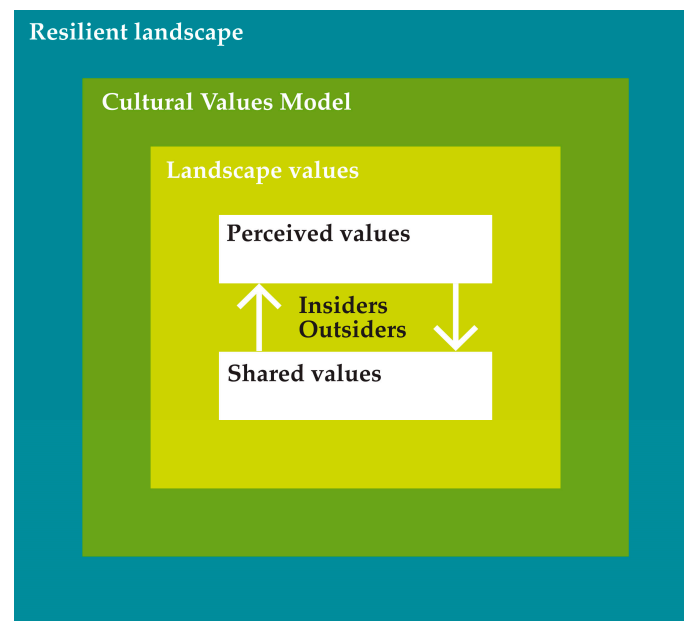 Resilient landscape
Cultural Values Model
Landscape values
Perceived values
Insiders
Outsiders
Shared values